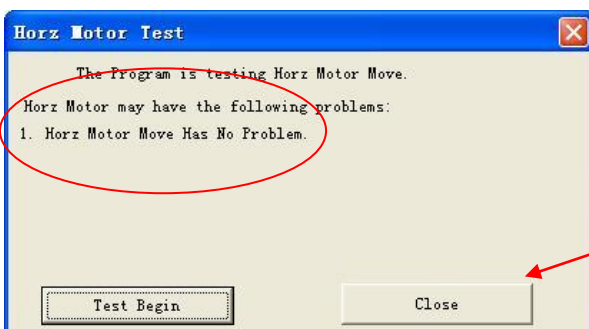 Horz Motor Test
The Program is testing Horz Motor Move.
Horz Motor may have the following problems:
1. Horz Motor Move Has No Problem.
Test Begin
Close